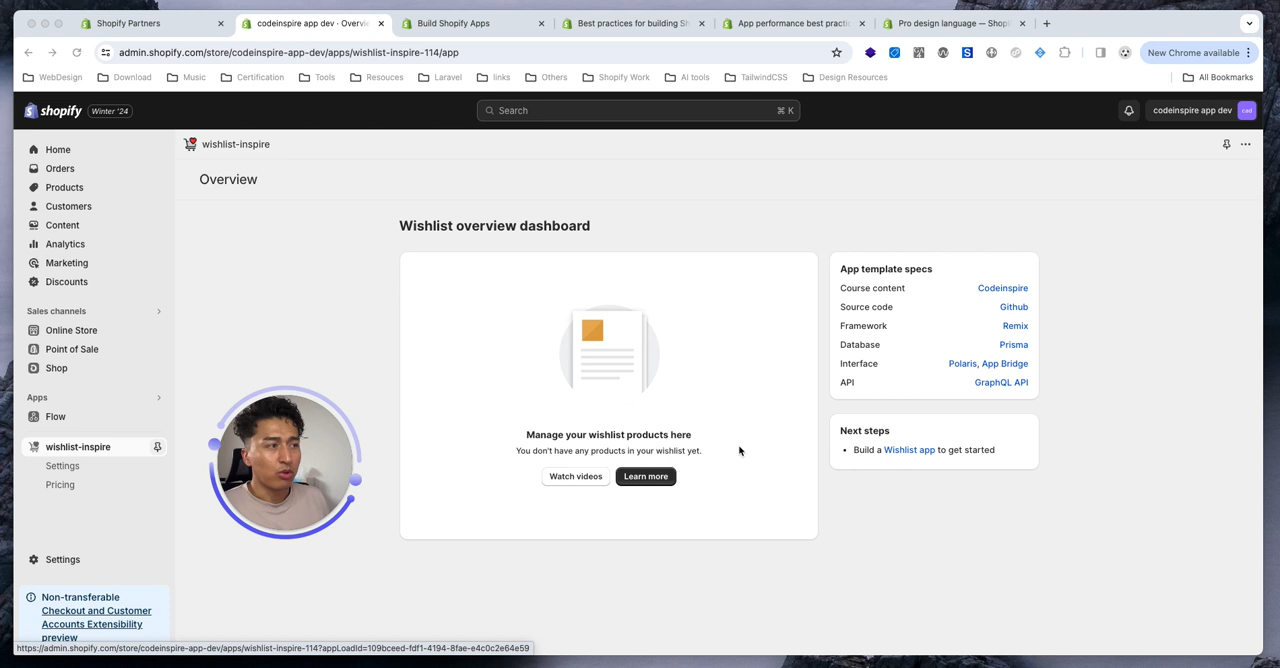 Shopify Partners
codeinspire app dev · Overvi
Build Shopify Apps
Best practices for building Sh
App performance best practi
Pro design language — Shopi
admin.shopify.com/store/codeinspire-app-dev/apps/wishlist-inspire-114/app
New Chrome available
WebDesign
Download
Music
Certification
Tools
Resouces
Laravel
links
Others
Shopify Work
AI tools
TailwindCSS
Design Resources
All Bookmarks
shopify
Winter '24
Search
⌘ K
codeinspire app dev
cad
Home
Orders
Products
Customers
Content
Analytics
Marketing
Discounts
Sales channels
Online Store
Point of Sale
Shop
Apps
Flow
wishlist-inspire
Settings
Pricing
Settings
Non-transferable
Checkout and Customer
Accounts Extensibility
preview
wishlist-inspire
Overview
Wishlist overview dashboard
Manage your wishlist products here
You don't have any products in your wishlist yet.
Watch videos
Learn more
App template specs
Course content Codeinspire
Source code Github
Framework Remix
Database Prisma
Interface Polaris, App Bridge
API GraphQL API
Next steps
• Build a Wishlist app to get started
https://admin.shopify.com/store/codeinspire-app-dev/apps/wishlist-inspire-114?appLoadId=109bceed-fdf1-4194-8fae-e4c0c2e64e59